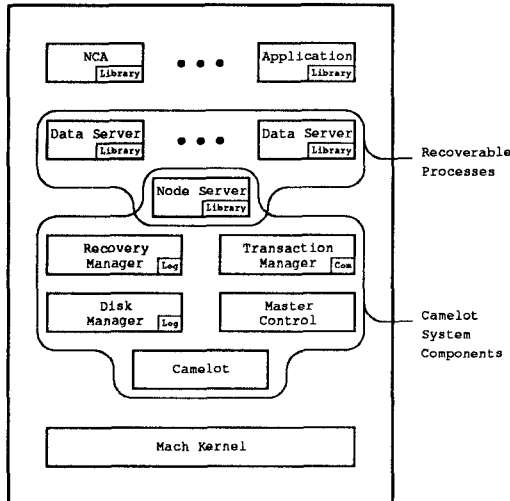 NCA
Library
Application
Library
Data Server
Library
Data Server
Library
Recoverable
Processes
Node Server
Library
Recovery
Manager
Log
Transaction
Manager
Com
Disk
Manager
Log
Master
Control
Camelot
System
Components
Camelot
Mach Kernel